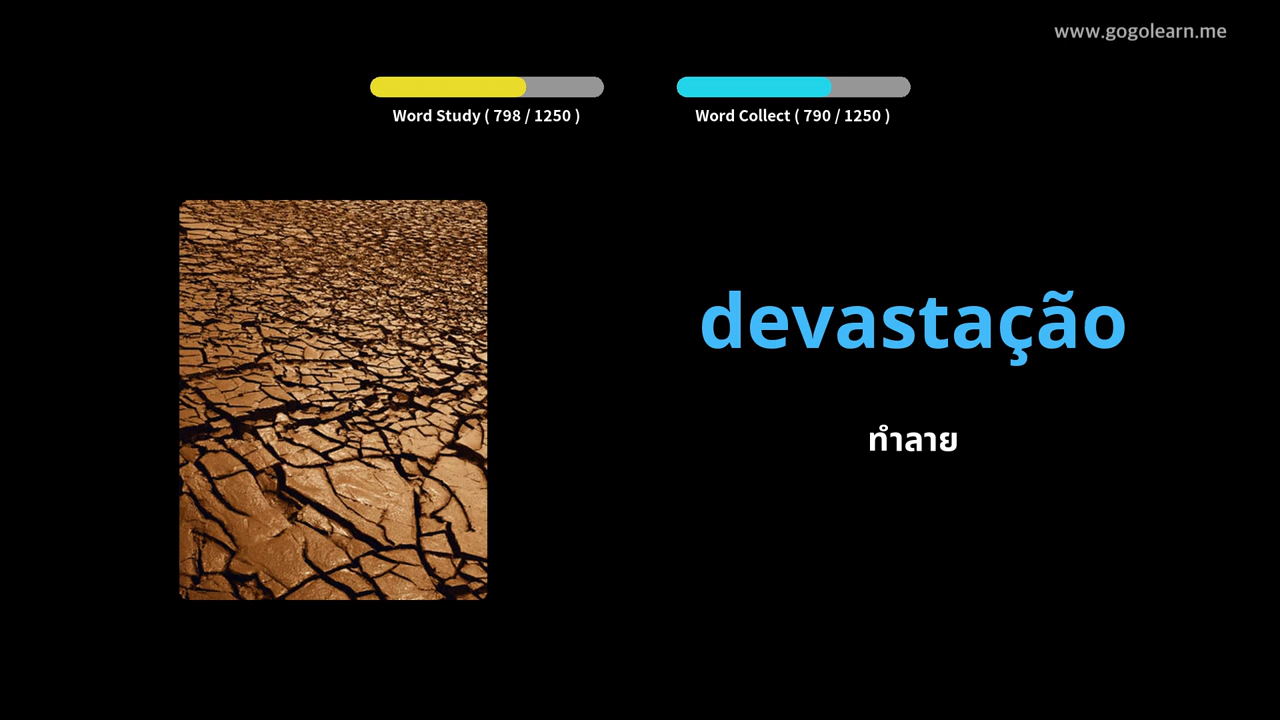 www.gogolearn.me
Word Study ( 798 / 1250 )
Word Collect ( 790 / 1250 )
devastação
ทำลาย